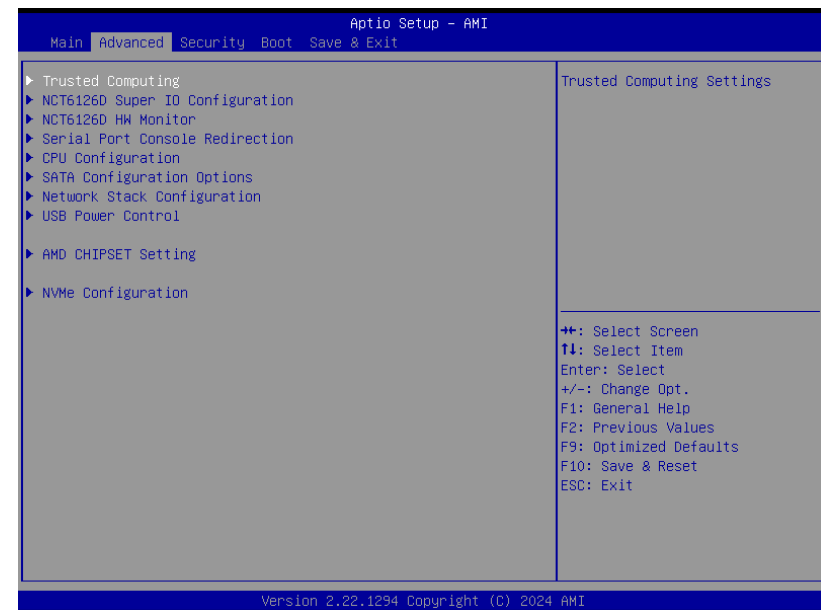 Aptio Setup – AMI
Main Advanced Security Boot Save & Exit
▶ Trusted Computing
▶ NCT6126D Super IO Configuration
▶ NCT6126D HW Monitor
▶ Serial Port Console Redirection
▶ CPU Configuration
▶ SATA Configuration Options
▶ Network Stack Configuration
▶ USB Power Control
▶ AMD CHIPSET Setting
▶ NVMe Configuration
Trusted Computing Settings
→←: Select Screen
↑↓: Select Item
Enter: Select
+/-: Change Opt.
F1: General Help
F2: Previous Values
F9: Optimized Defaults
F10: Save & Reset
ESC: Exit
Version 2.22.1294 Copyright (C) 2024 AMI